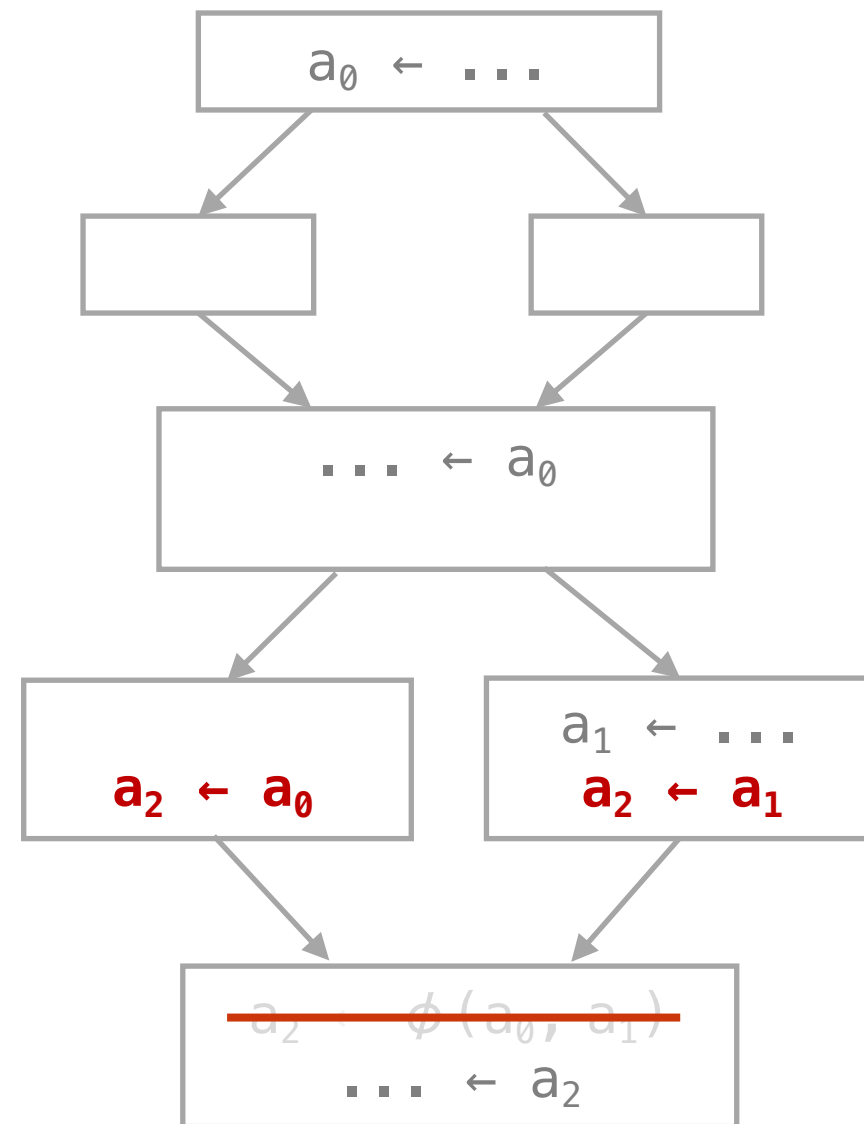 a₀ ← ...
... ← a₀
a₂ ← a₀
a₁ ← ...
a₂ ← a₁
a₂ ← ϕ(a₀, a₁)
... ← a₂